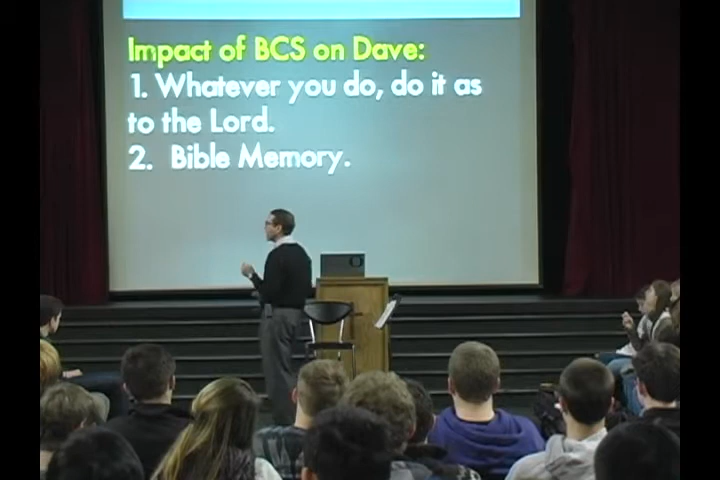 Impact of BCS on Dave:
1. Whatever you do, do it as
to the Lord.
2. Bible Memory.